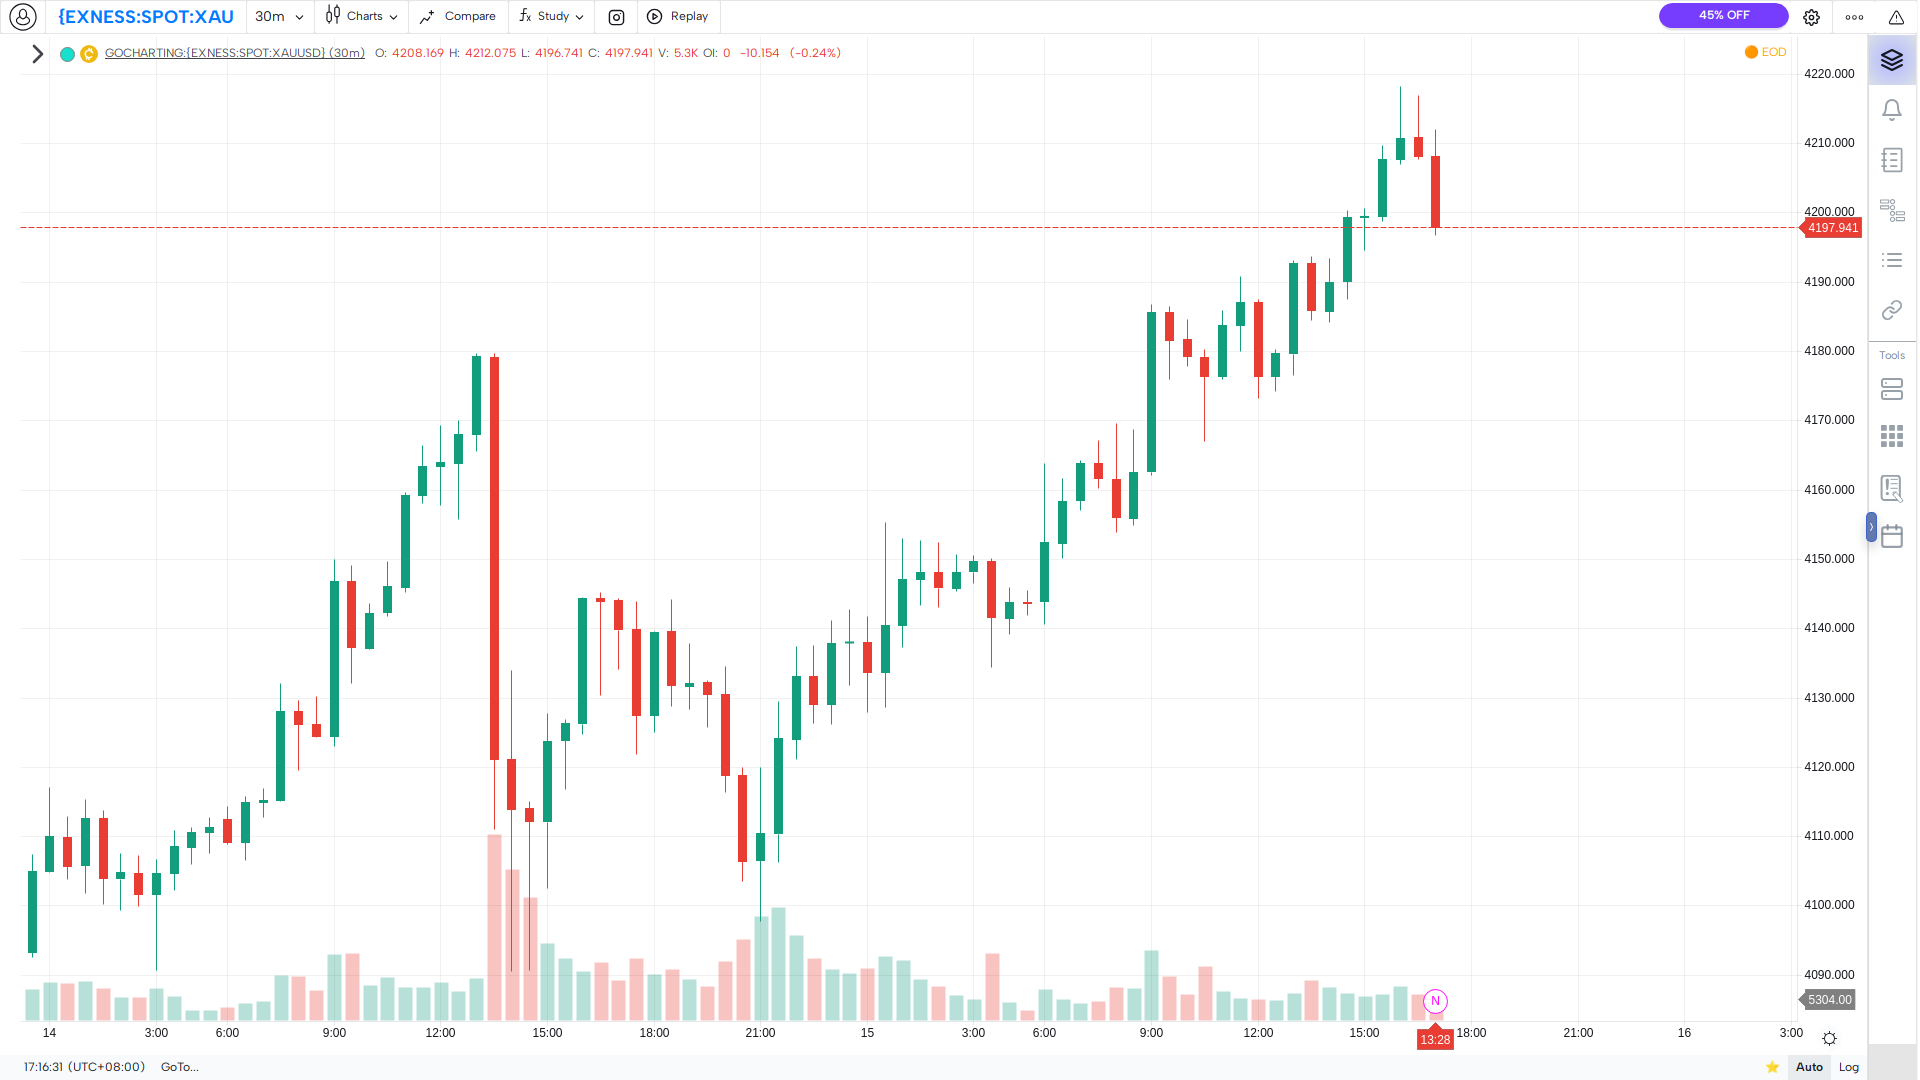 {EXNESS:SPOT:XAU 30m Charts Compare fx Study Replay 45% OFF
GOCHARTING:{EXNESS:SPOT:XAUUSD} (30m) O: 4208.169 H: 4212.075 L: 4196.741 C: 4197.941 V: 5.3K OI: 0 -10.154 (-0.24%) EOD
4220.000
4210.000
4200.000
4197.941
4190.000
4180.000
Tools
4170.000
4160.000
4150.000
4140.000
4130.000
4120.000
4110.000
4100.000
4090.000
5304.00
N
14 3:00 6:00 9:00 12:00 15:00 18:00 21:00 15 3:00 6:00 9:00 12:00 15:00 18:00 21:00 16 3:00
13:28
17:16:31 (UTC+08:00) GoTo... Auto Log